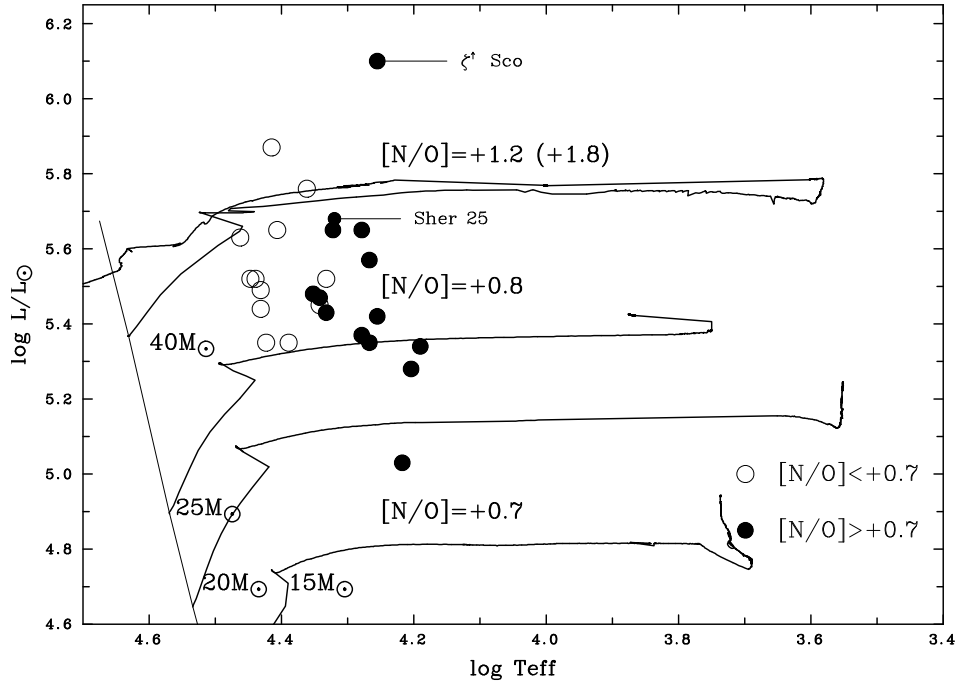 6.2
6.0
5.8
5.6
5.4
5.2
5.0
4.8
4.6
log L/L⊙
ζ¹ Sco
[N/O]=+1.2 (+1.8)
Sher 25
[N/O]=+0.8
40M⊙
[N/O]<+0.7
25M⊙
[N/O]=+0.7
[N/O]>+0.7
20M⊙
15M⊙
4.6 4.4 4.2 4.0 3.8 3.6 3.4
log Teff